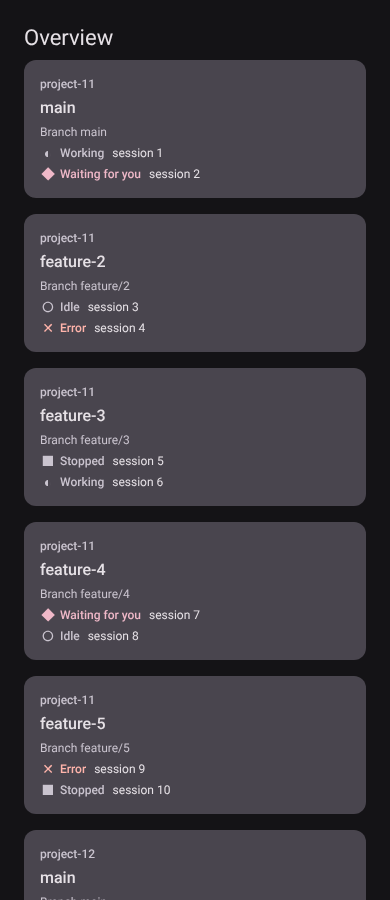 Overview
project-11
main
Branch main
Working session 1
Waiting for you session 2
project-11
feature-2
Branch feature/2
Idle session 3
Error session 4
project-11
feature-3
Branch feature/3
Stopped session 5
Working session 6
project-11
feature-4
Branch feature/4
Waiting for you session 7
Idle session 8
project-11
feature-5
Branch feature/5
Error session 9
Stopped session 10
project-12
main